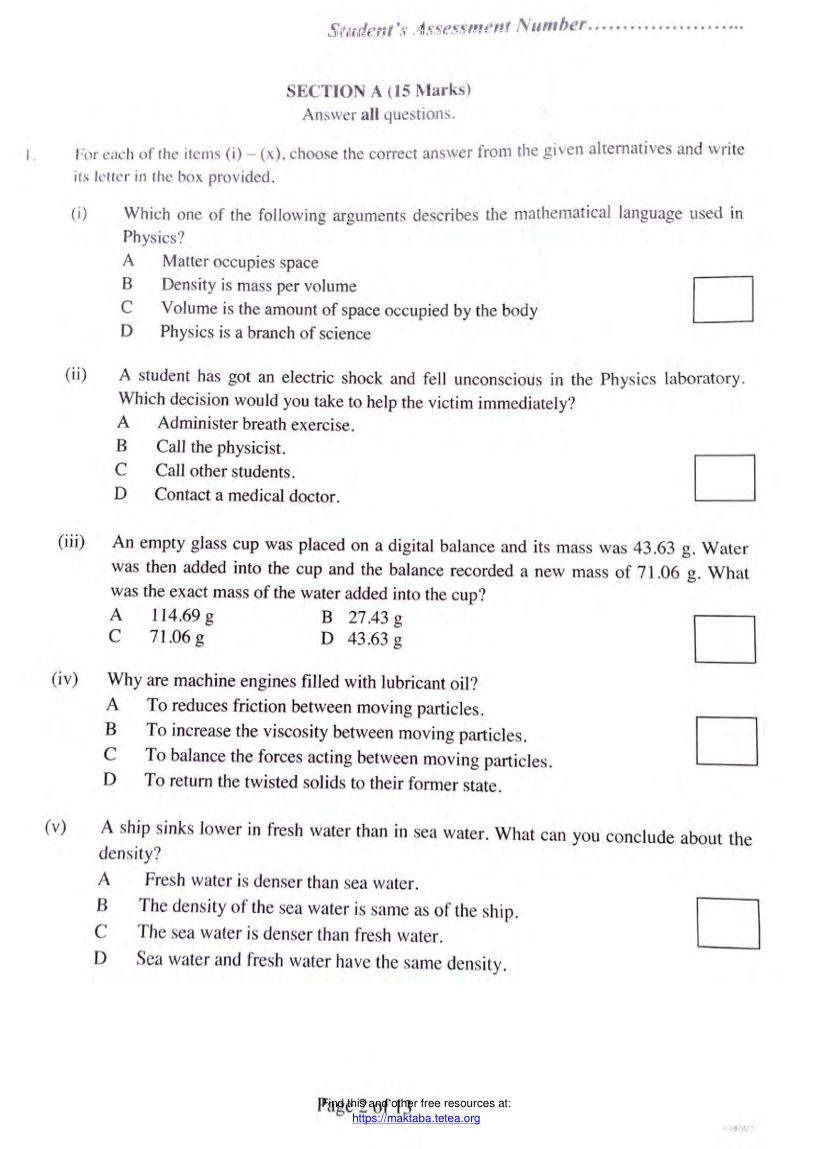 Student's Assessment Number........................
SECTION A (15 Marks)
Answer all questions.
1. For each of the items (i) – (x), choose the correct answer from the given alternatives and write
its letter in the box provided.
(i) Which one of the following arguments describes the mathematical language used in
Physics?
A Matter occupies space
B Density is mass per volume
C Volume is the amount of space occupied by the body
D Physics is a branch of science
(ii) A student has got an electric shock and fell unconscious in the Physics laboratory.
Which decision would you take to help the victim immediately?
A Administer breath exercise.
B Call the physicist.
C Call other students.
D Contact a medical doctor.
(iii) An empty glass cup was placed on a digital balance and its mass was 43.63 g. Water
was then added into the cup and the balance recorded a new mass of 71.06 g. What
was the exact mass of the water added into the cup?
A 114.69 g B 27.43 g
C 71.06 g D 43.63 g
(iv) Why are machine engines filled with lubricant oil?
A To reduces friction between moving particles.
B To increase the viscosity between moving particles.
C To balance the forces acting between moving particles.
D To return the twisted solids to their former state.
(v) A ship sinks lower in fresh water than in sea water. What can you conclude about the
density?
A Fresh water is denser than sea water.
B The density of the sea water is same as of the ship.
C The sea water is denser than fresh water.
D Sea water and fresh water have the same density.
Page 2 of 13
Find this and other free resources at:
https://maktaba.tetea.org